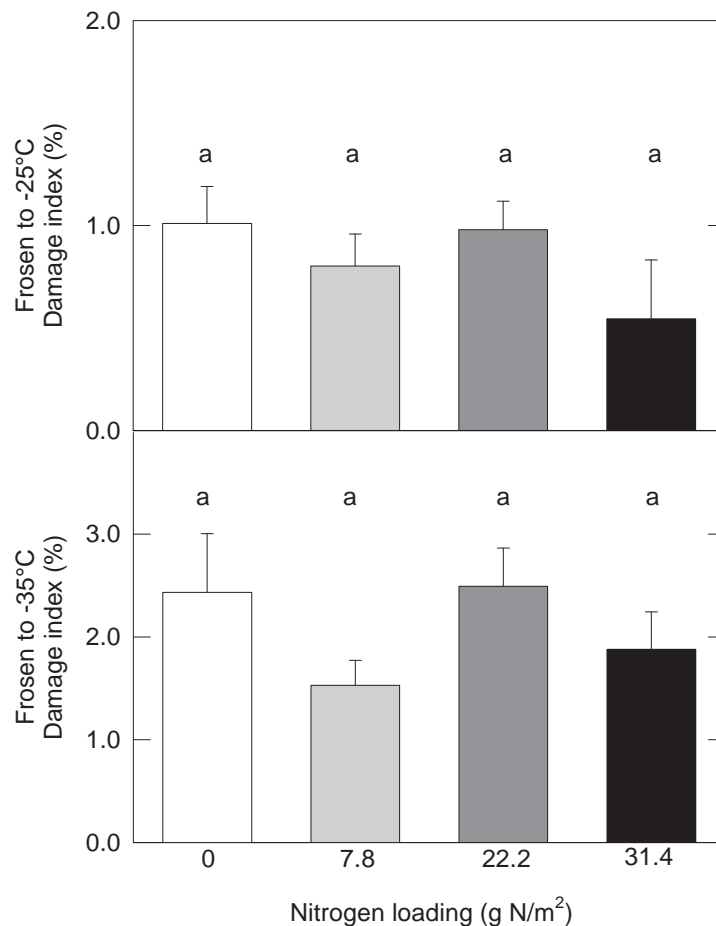 2.0
a a a a
1.0
0.0
Frosen to -25°C
Damage index (%)
a a a a
3.0
2.0
1.0
0.0
Frosen to -35°C
Damage index (%)
0 7.8 22.2 31.4
Nitrogen loading (g N/m²)